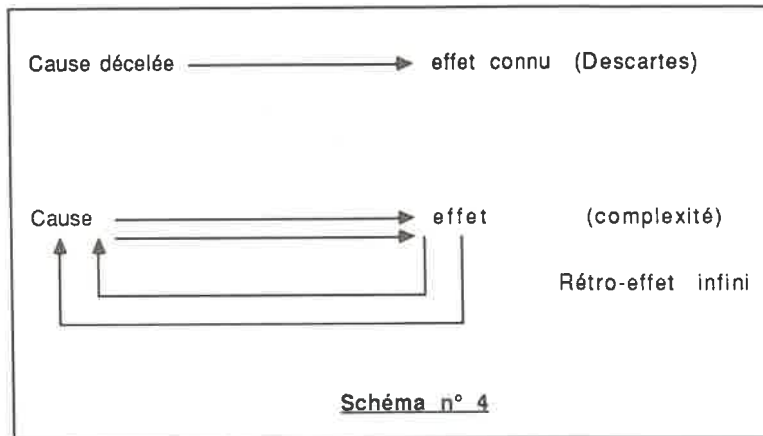 Cause décelée effet connu (Descartes)
Cause effet (complexité)
Rétro-effet infini
Schéma n° 4